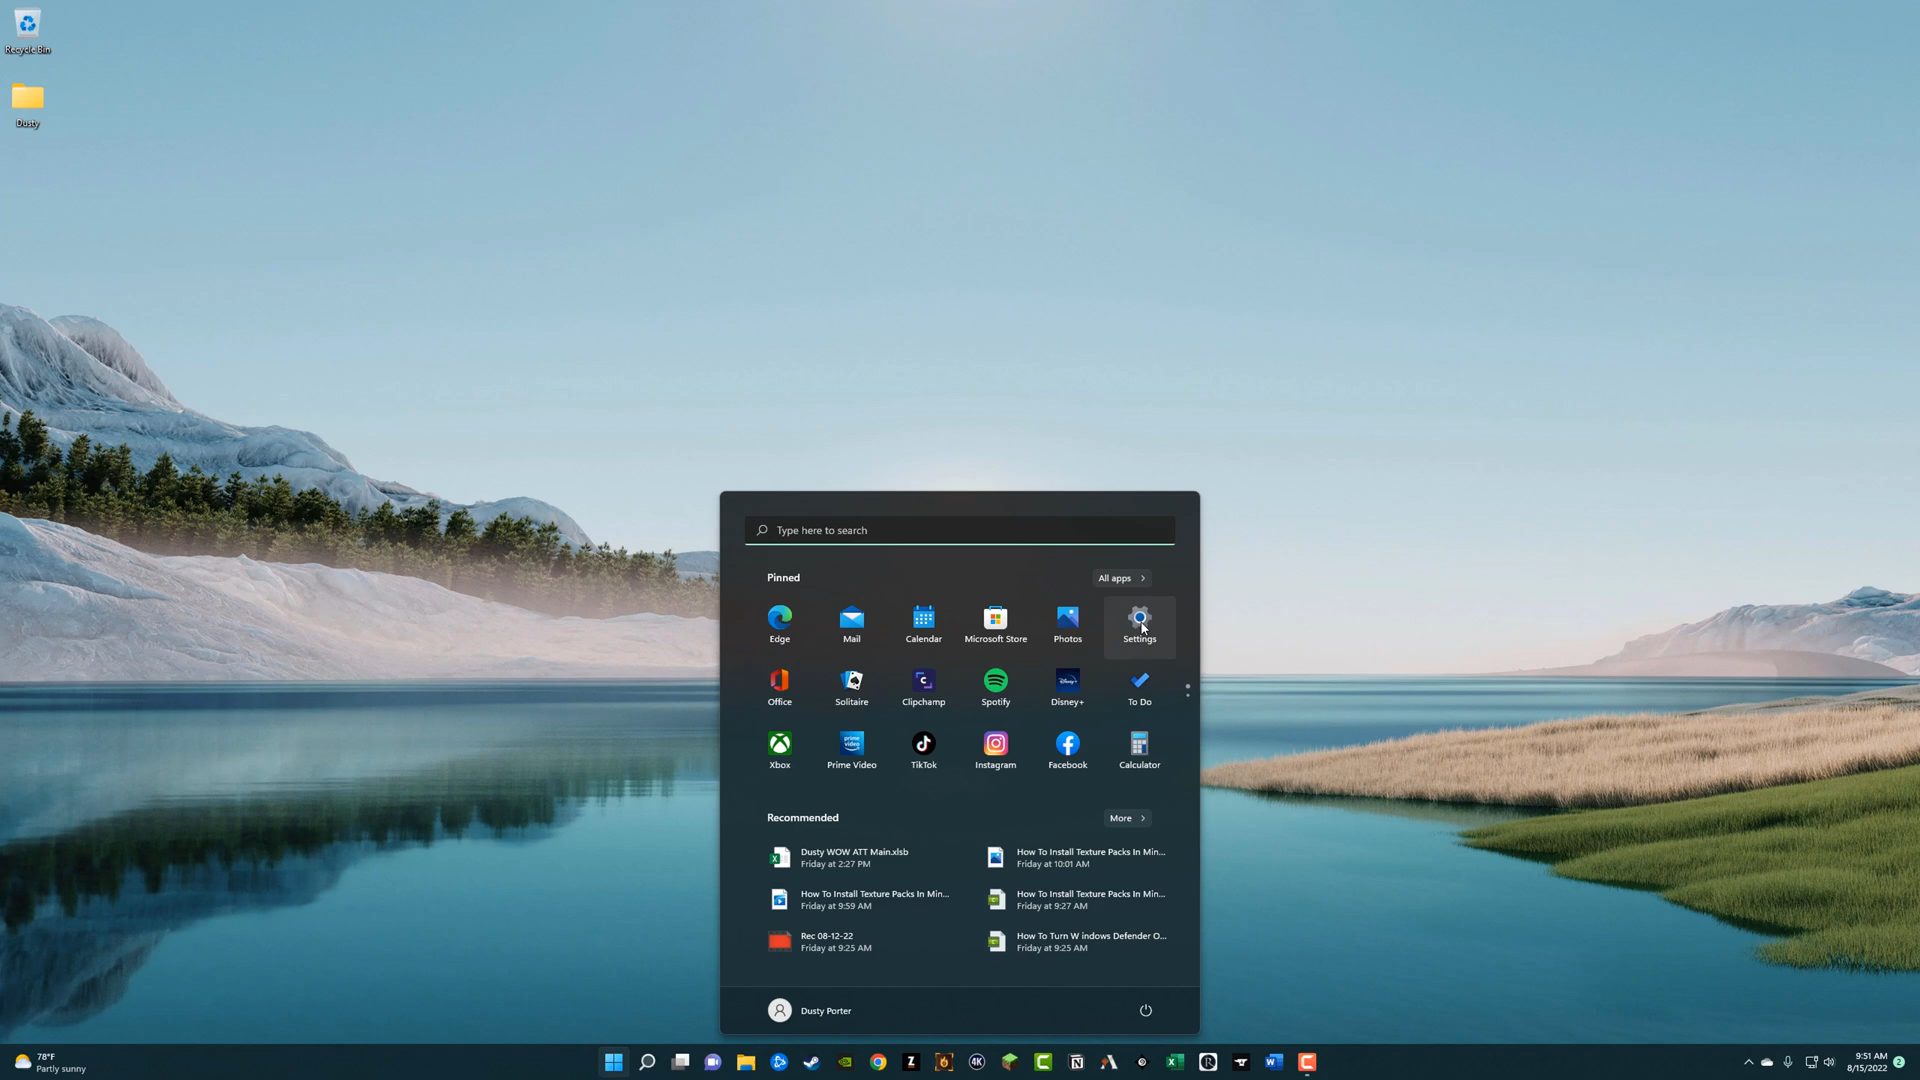 Recycle Bin
Dusty
Type here to search
Pinned
All apps
Edge
Mail
Calendar
Microsoft Store
Photos
Settings
Office
Solitaire
Clipchamp
Spotify
Disney+
To Do
Xbox
Prime Video
TikTok
Instagram
Facebook
Calculator
Recommended
More
Dusty WOW ATT Main.xlsb
Friday at 2:27 PM
How To Install Texture Packs In Min...
Friday at 10:01 AM
How To Install Texture Packs In Min...
Friday at 9:59 AM
How To Install Texture Packs In Min...
Friday at 9:27 AM
Rec 08-12-22
Friday at 9:25 AM
How To Turn W indows Defender O...
Friday at 9:25 AM
Dusty Porter
78°F
Partly sunny
9:51 AM
8/15/2022
2